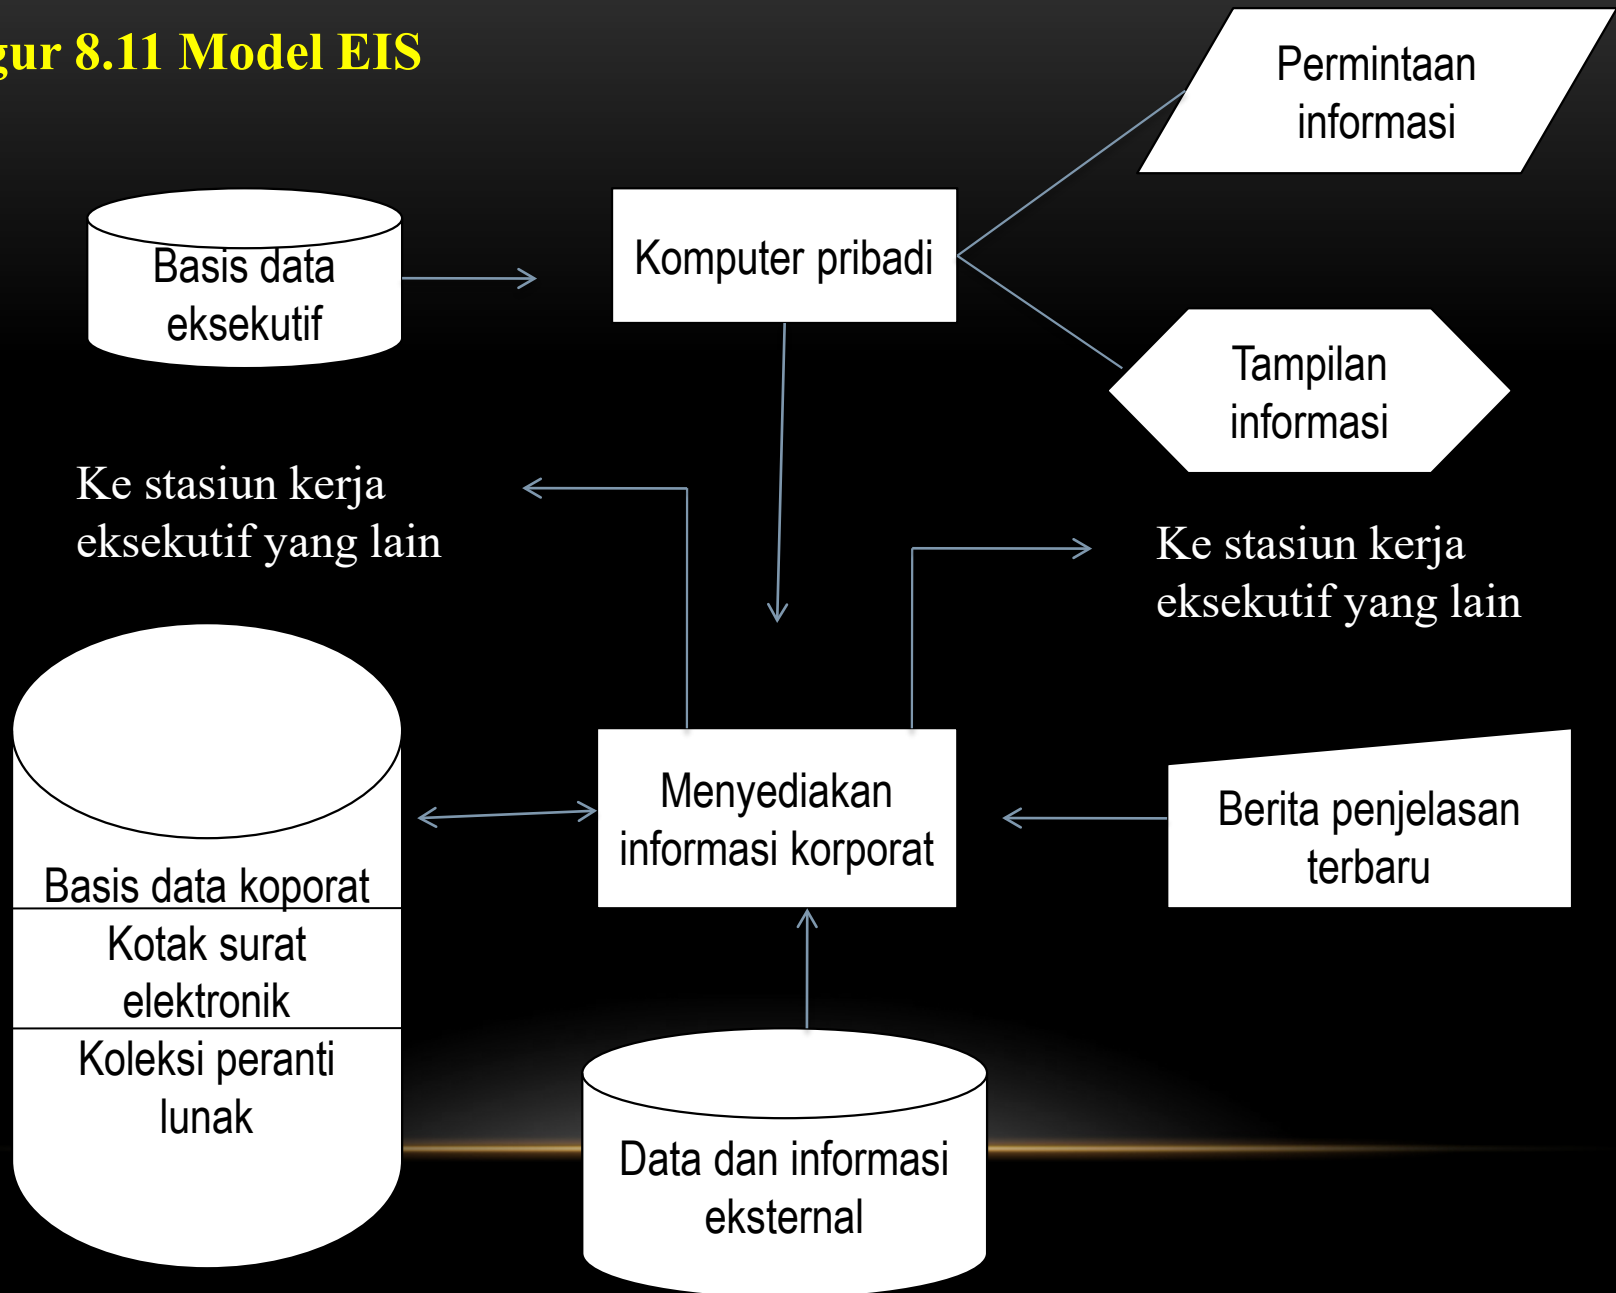 gur 8.11 Model EIS
Permintaan
informasi
Basis data
eksekutif
Komputer pribadi
Tampilan
informasi
Ke stasiun kerja
eksekutif yang lain
Ke stasiun kerja
eksekutif yang lain
Basis data koporat
Kotak surat
elektronik
Koleksi peranti
lunak
Menyediakan
informasi korporat
Berita penjelasan
terbaru
Data dan informasi
eksternal